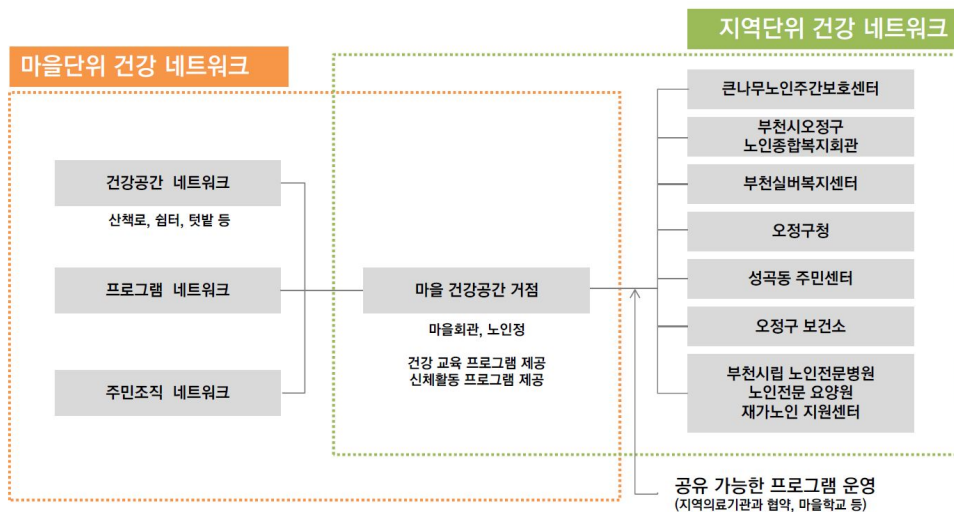 지역단위 건강 네트워크
마을단위 건강 네트워크
건강공간 네트워크
산책로, 쉼터, 텃밭 등
프로그램 네트워크
주민조직 네트워크
마을 건강공간 거점
마을회관, 노인정
건강 교육 프로그램 제공
신체활동 프로그램 제공
큰나무노인주간보호센터
부천시오정구
노인종합복지회관
부천실버복지센터
오정구청
성곡동 주민센터
오정구 보건소
부천시립 노인전문병원
노인전문 요양원
재가노인 지원센터
공유 가능한 프로그램 운영
(지역의료기관과 협약, 마을학교 등)